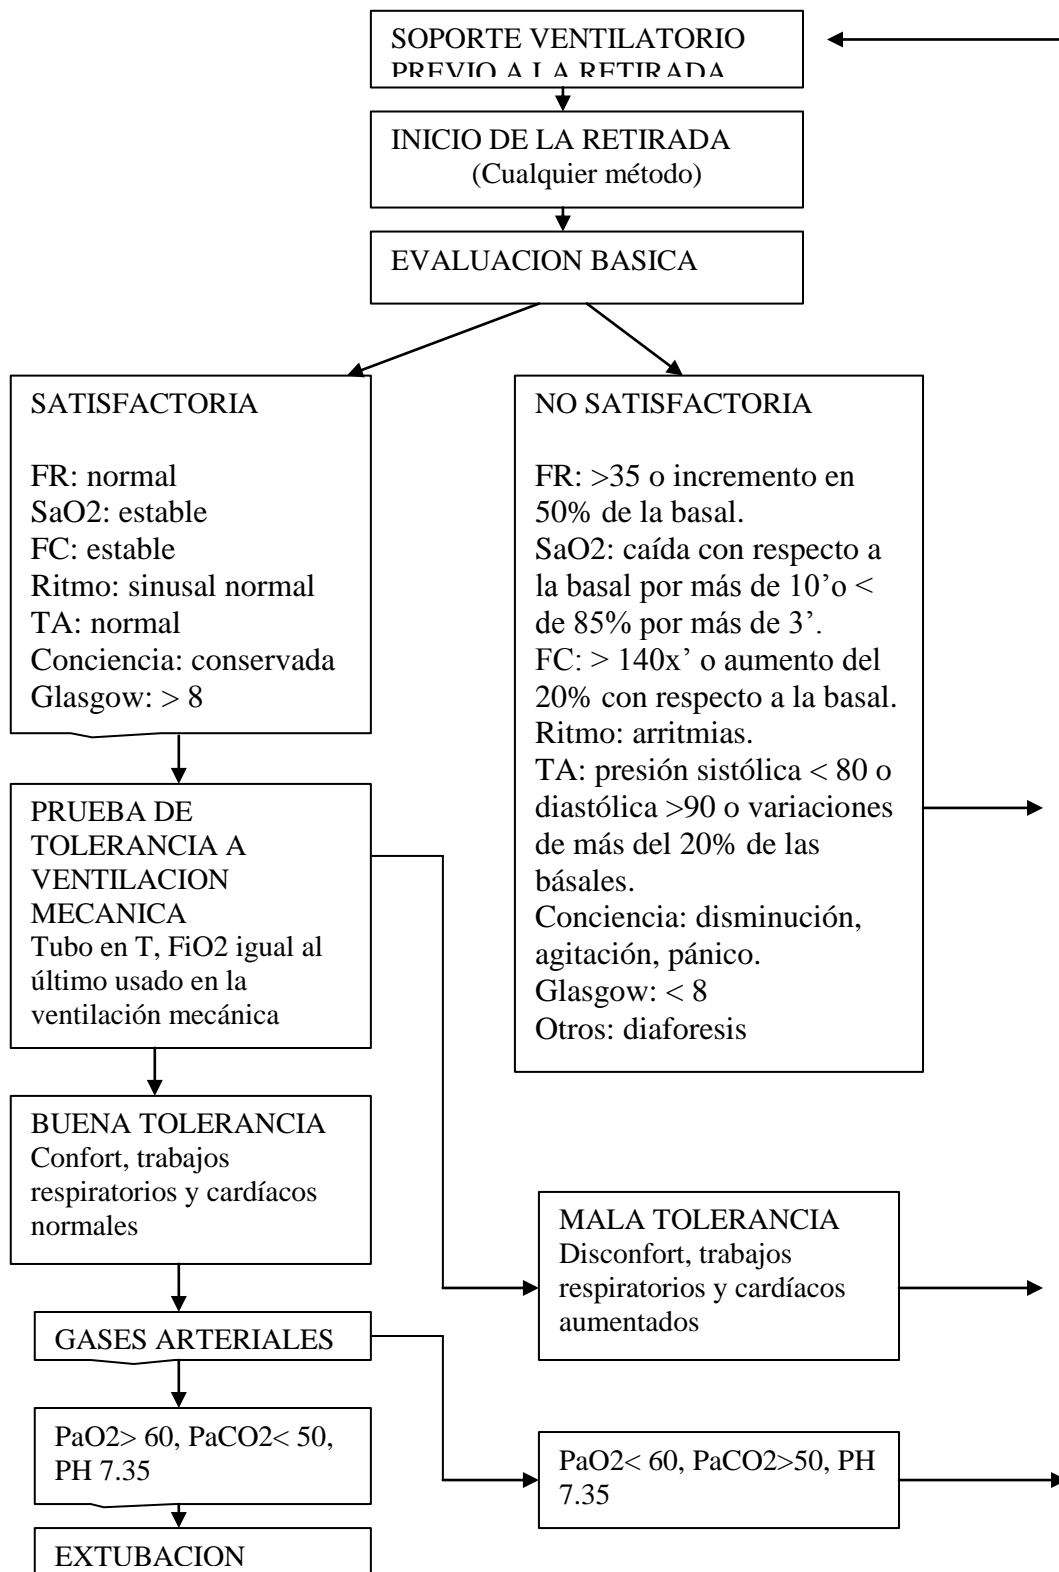 SOPORTE VENTILATORIO
PREVIO A LA RETIRADA
INICIO DE LA RETIRADA
(Cualquier método)
EVALUACION BASICA
SATISFACTORIA
FR: normal
SaO2: estable
FC: estable
Ritmo: sinusal normal
TA: normal
Conciencia: conservada
Glasgow: > 8
NO SATISFACTORIA
FR: >35 o incremento en
50% de la basal.
SaO2: caída con respecto a
la basal por más de 10’o <
de 85% por más de 3’.
FC: > 140x’ o aumento del
20% con respecto a la basal.
Ritmo: arritmias.
TA: presión sistólica < 80 o
diastólica >90 o variaciones
de más del 20% de las
básales.
Conciencia: disminución,
agitación, pánico.
Glasgow: < 8
Otros: diaforesis
PRUEBA DE
TOLERANCIA A
VENTILACION
MECANICA
Tubo en T, FiO2 igual al
último usado en la
ventilación mecánica
BUENA TOLERANCIA
Confort, trabajos
respiratorios y cardíacos
normales
MALA TOLERANCIA
Disconfort, trabajos
respiratorios y cardíacos
aumentados
GASES ARTERIALES
PaO2> 60, PaCO2< 50,
PH 7.35
PaO2< 60, PaCO2>50, PH
7.35
EXTUBACION